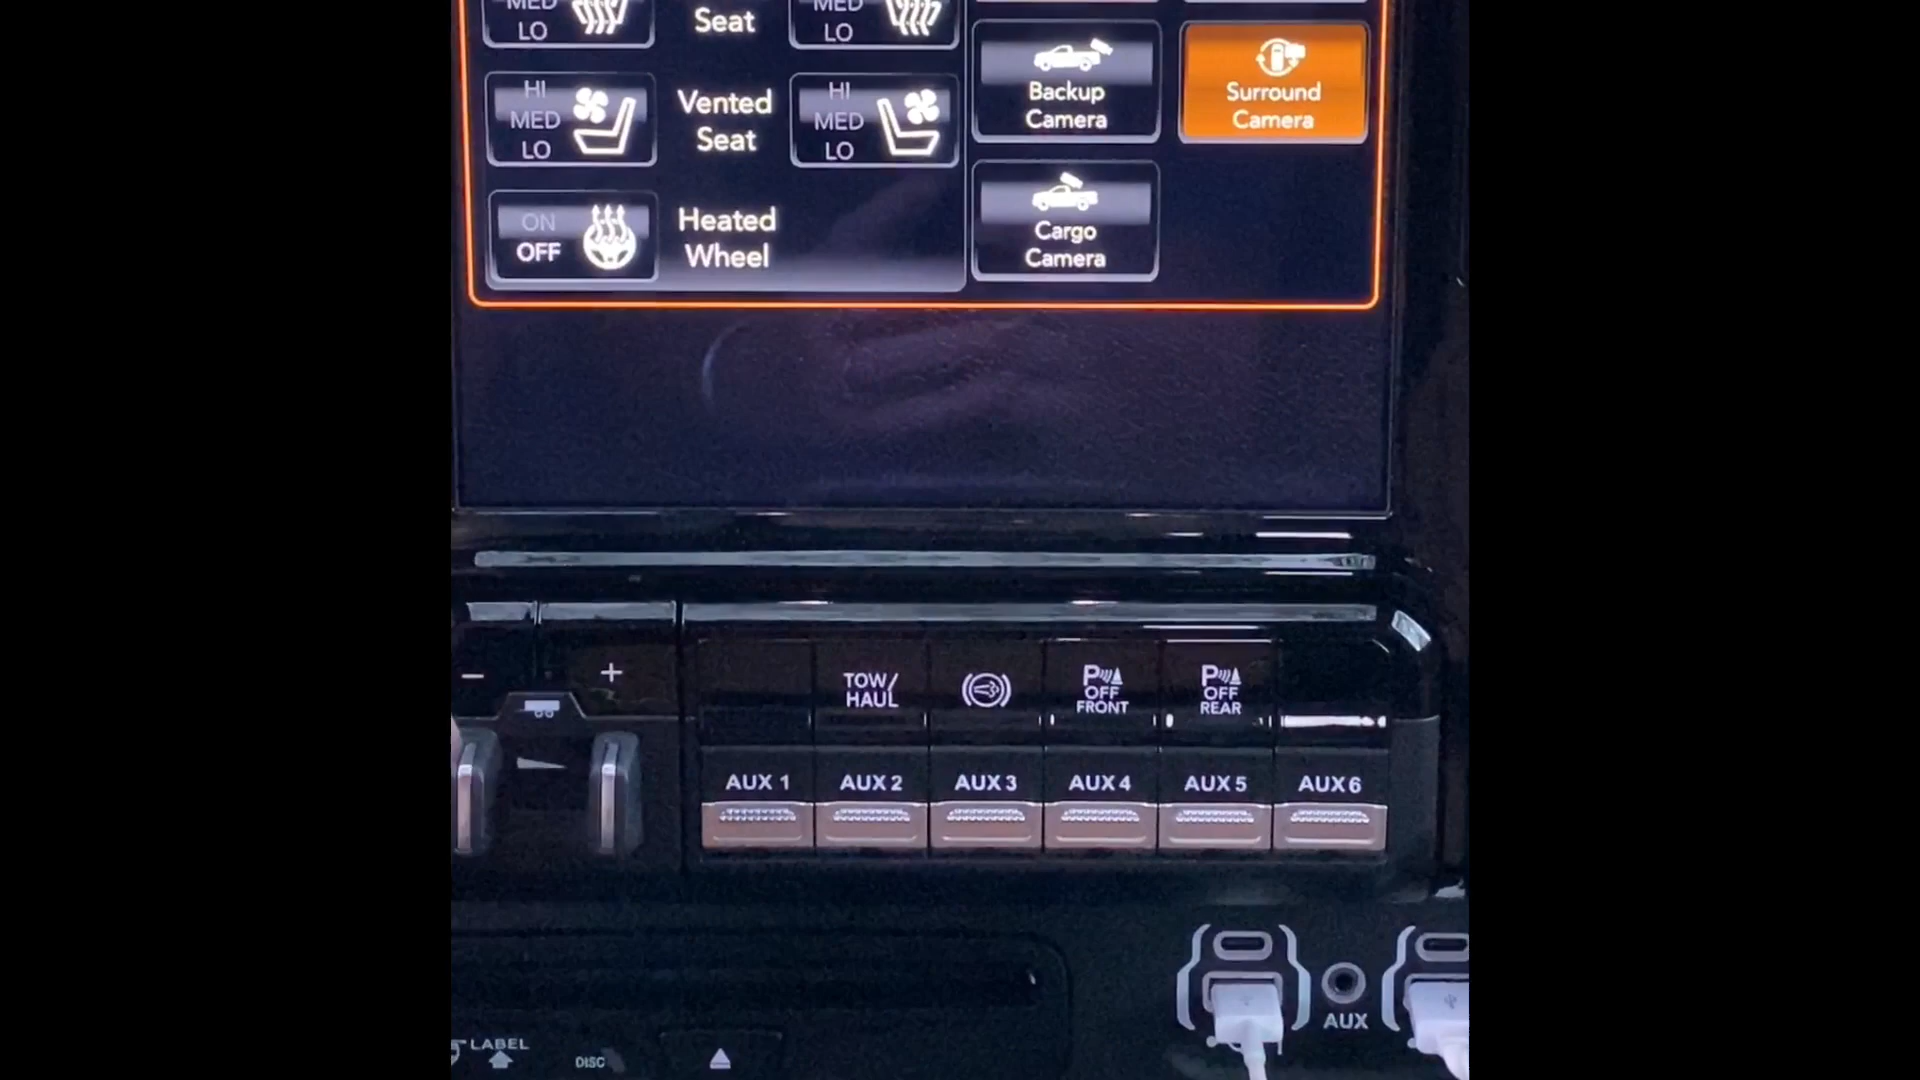 MED
LO
Seat
MED
LO
HI
MED
LO
Vented
Seat
HI
MED
LO
ON
OFF
Heated
Wheel
Backup
Camera
Surround
Camera
Cargo
Camera
- +
TOW/
HAUL
P
OFF
FRONT
P
OFF
REAR
AUX 1 AUX 2 AUX 3 AUX 4 AUX 5 AUX 6
AUX
LABEL
DISC